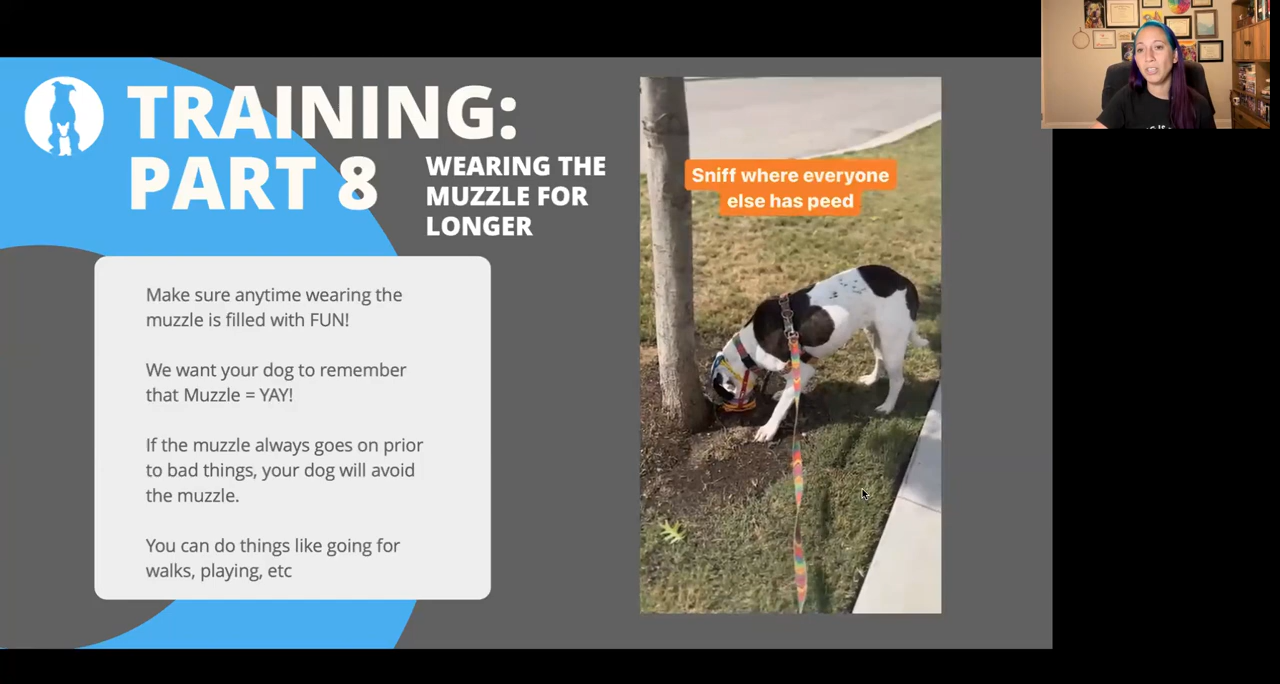 TRAINING:
PART 8
WEARING THE
MUZZLE FOR
LONGER
Make sure anytime wearing the
muzzle is filled with FUN!
We want your dog to remember
that Muzzle = YAY!
If the muzzle always goes on prior
to bad things, your dog will avoid
the muzzle.
You can do things like going for
walks, playing, etc
Sniff where everyone
else has peed